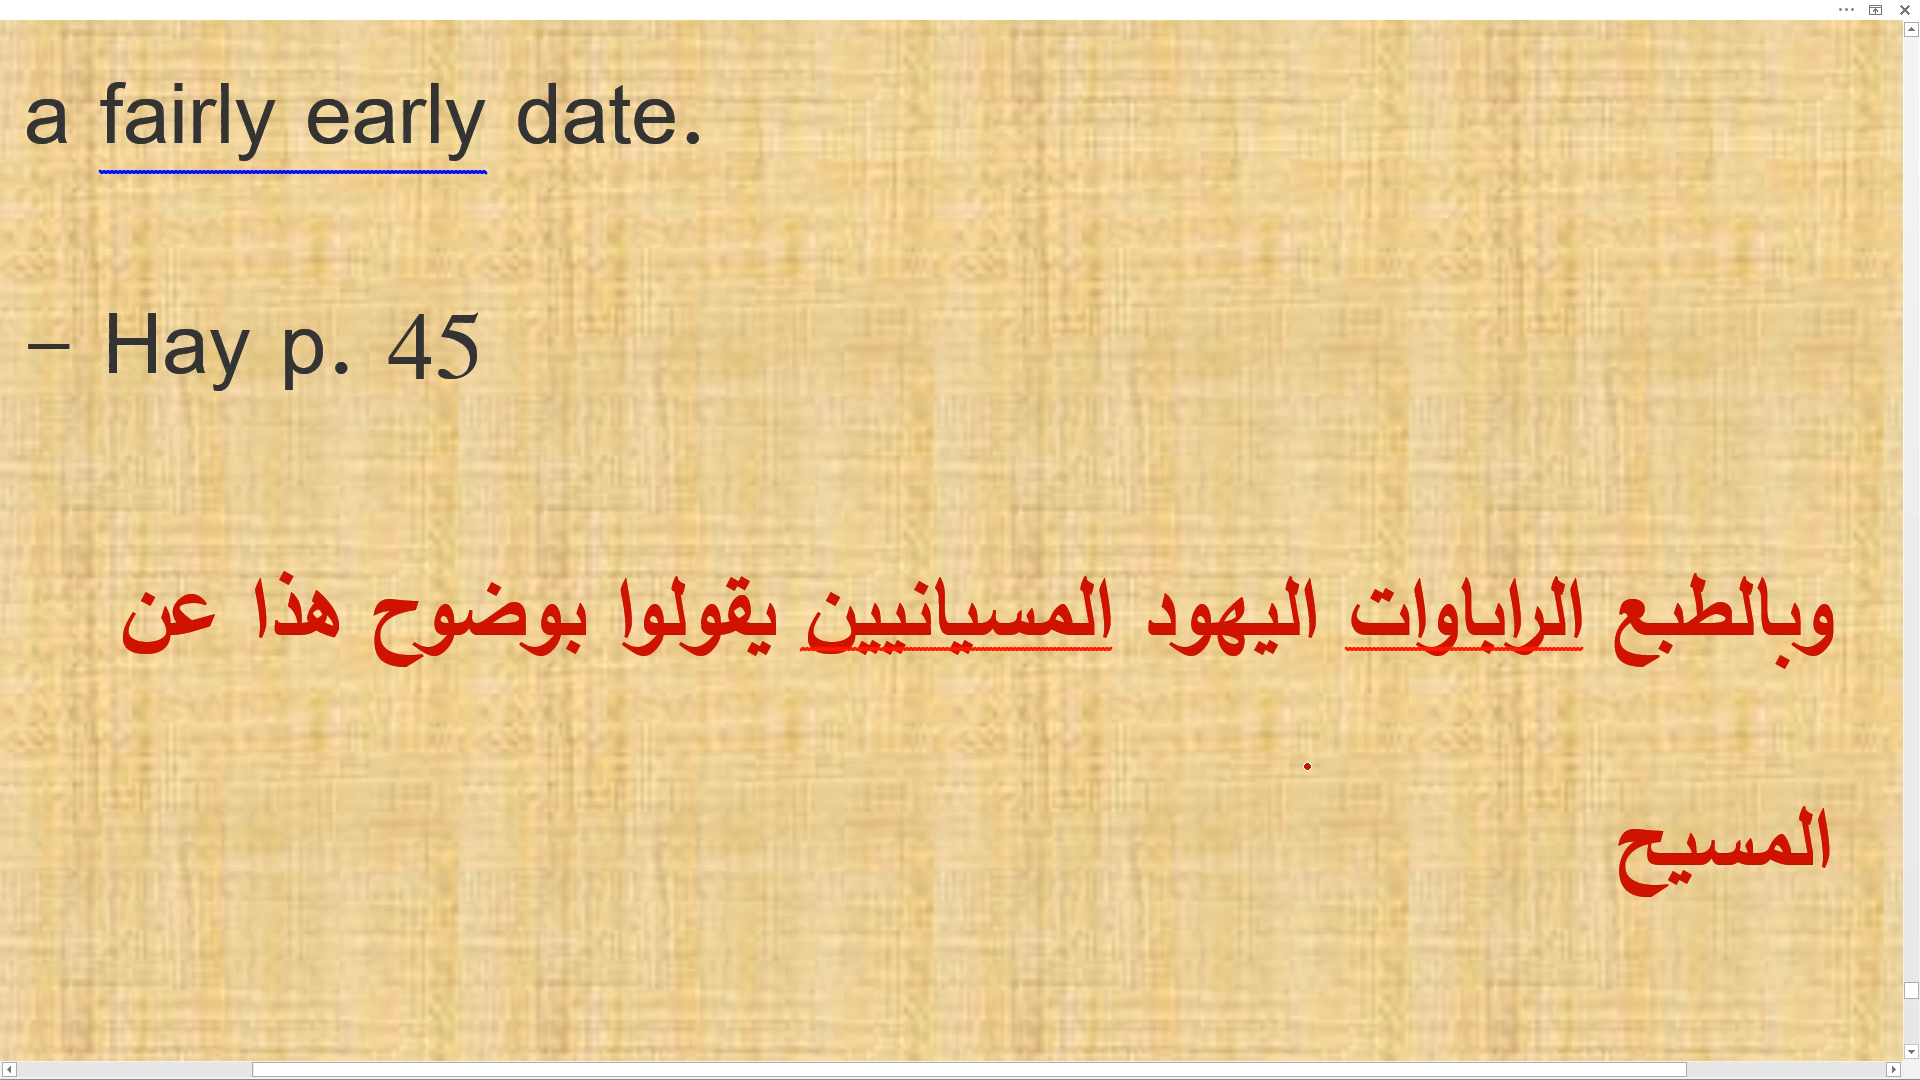 a fairly early date.
– Hay p. 45
وبالطبع الراباوات اليهود المسيانيين يقولوا بوضوح هذا عن
المسيح